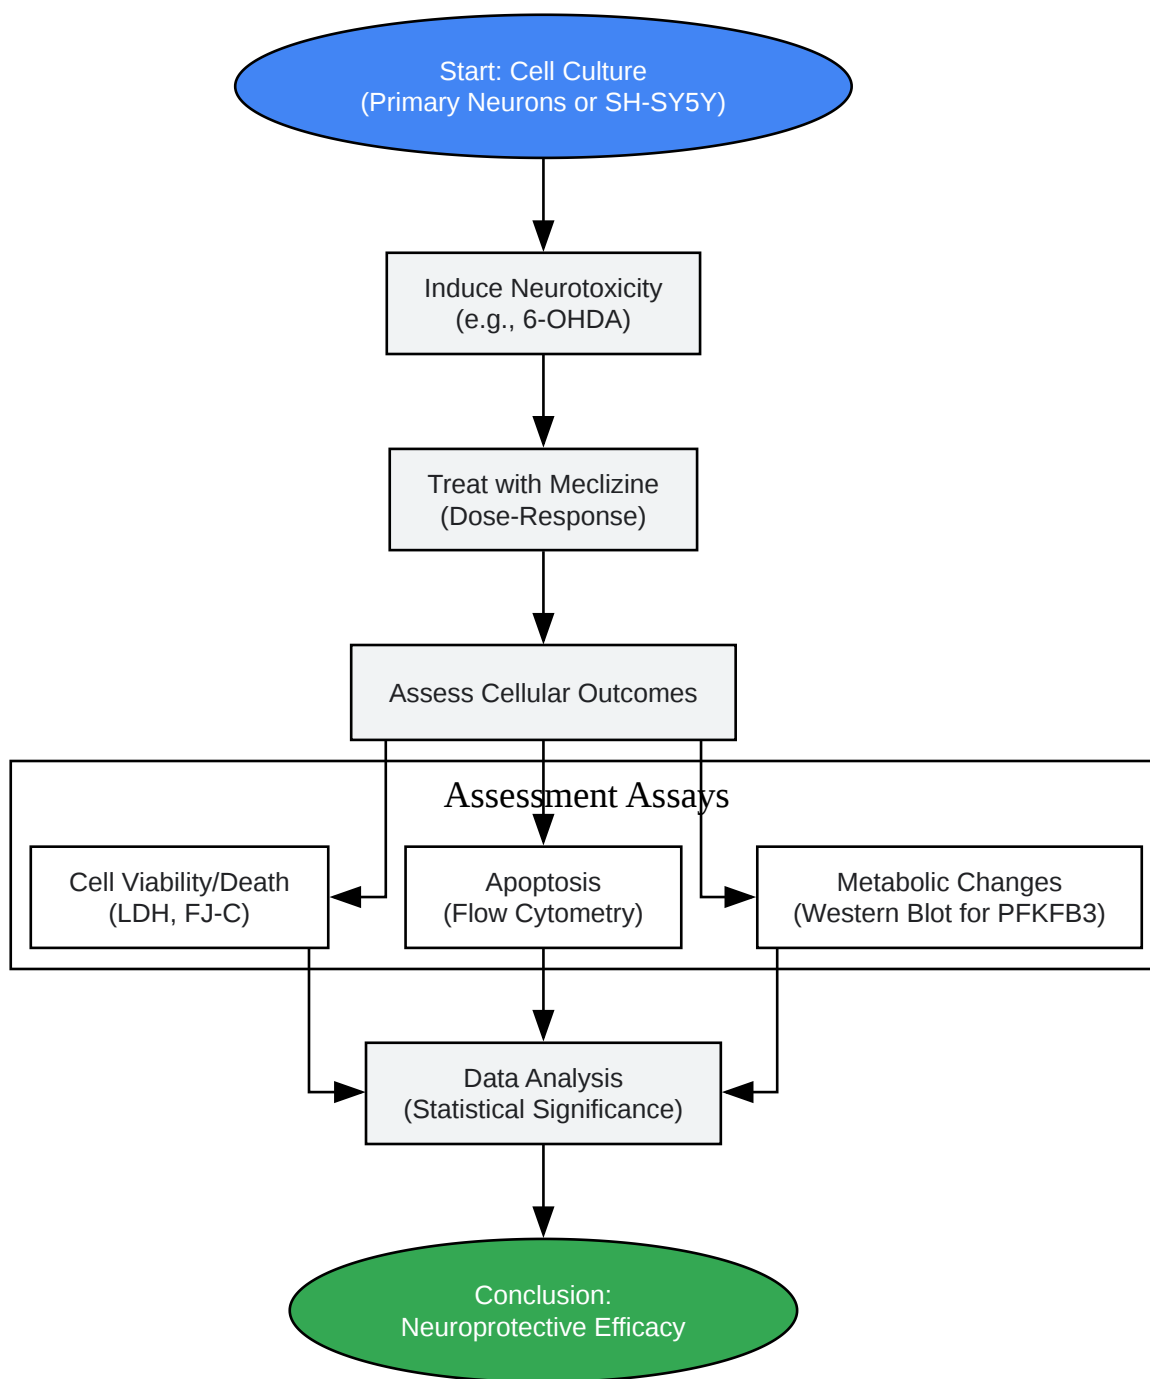 Start: Cell Culture
(Primary Neurons or SH-SY5Y)
Induce Neurotoxicity
(e.g., 6-OHDA)
Treat with Meclizine
(Dose-Response)
Assess Cellular Outcomes
Assessment Assays
Cell Viability/Death
(LDH, FJ-C)
Apoptosis
(Flow Cytometry)
Metabolic Changes
(Western Blot for PFKFB3)
Data Analysis
(Statistical Significance)
Conclusion:
Neuroprotective Efficacy